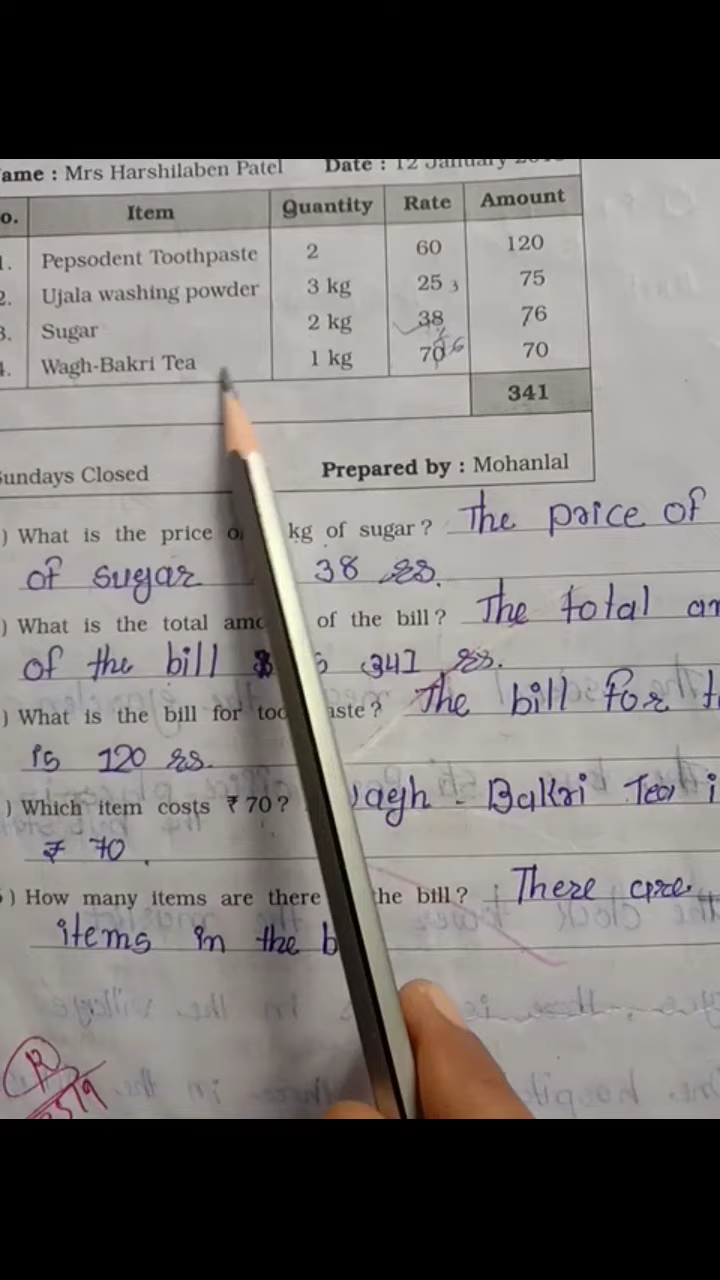 ame : Mrs Harshilaben Patel Date : 12 January
o. Item Quantity Rate Amount
1. Pepsodent Toothpaste 2 60 120
2. Ujala washing powder 3 kg 25 3 75
3. Sugar 2 kg 38 76
4. Wagh-Bakri Tea 1 kg 70 70
341
Sundays Closed Prepared by : Mohanlal
) What is the price o kg of sugar? The price of
of sugar 38 rs.
) What is the total amo of the bill? The total am
of the bill 341 rs.
) What is the bill for too aste? The bill for t
is 120 rs.
) Which item costs ₹ 70? wagh - Bakri Tea i
₹ 70.
) How many items are there the bill? There are
items in the b